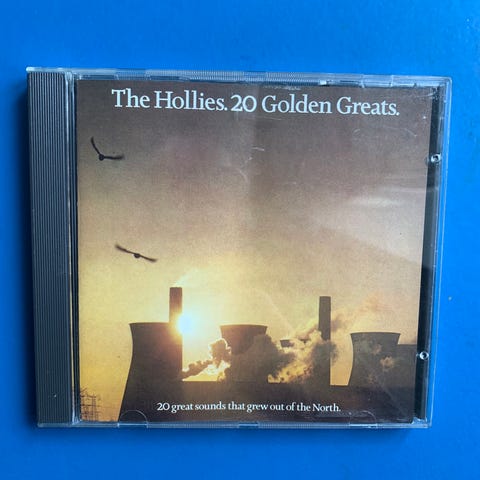 The Hollies. 20 Golden Greats.
20 great sounds that grew out of the North.